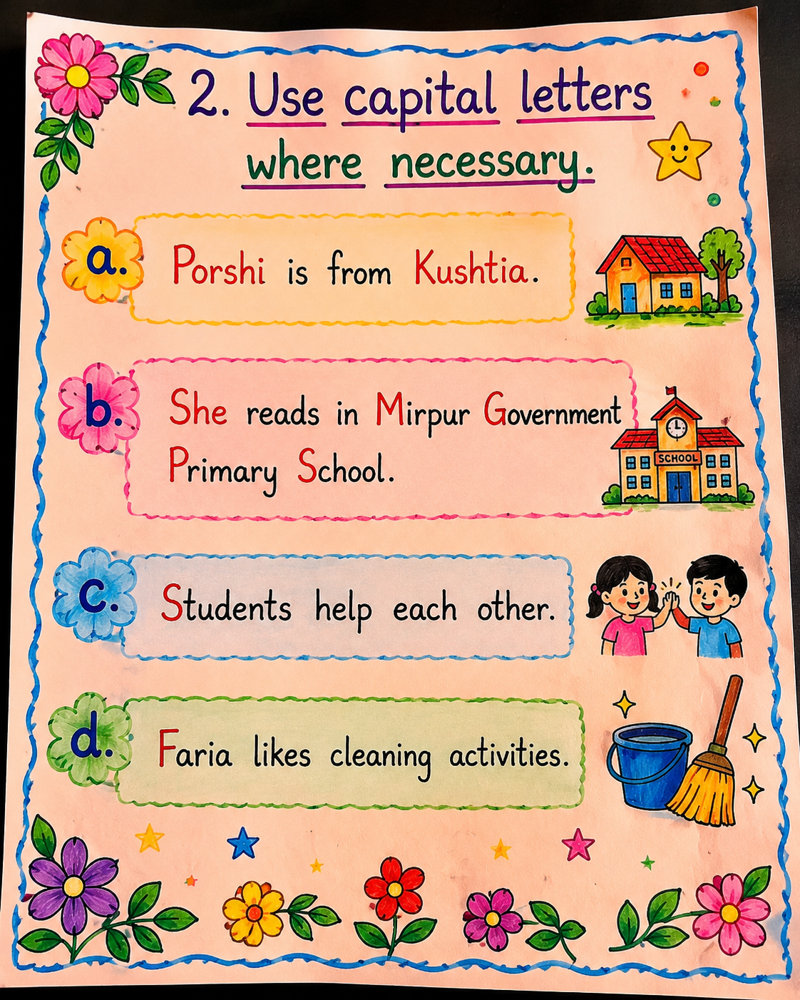 2. Use capital letters
where necessary.
a. Porshi is from Kushtia.
b. She reads in Mirpur Government
Primary School.
SCHOOL
c. Students help each other.
d. Faria likes cleaning activities.